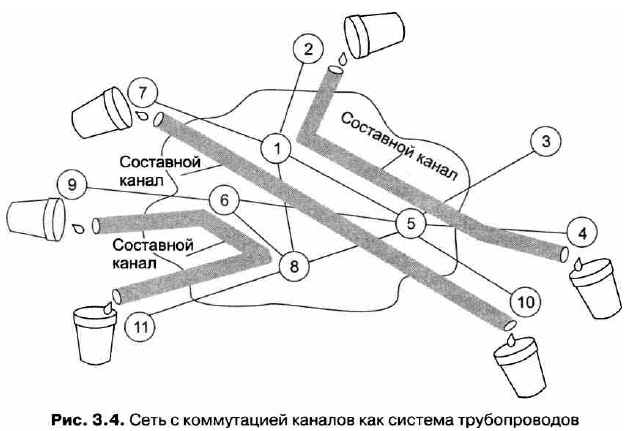 2
7
1
Составной канал
3
Составной
канал
9
6
5
4
Составной
канал
8
10
11
Рис. 3.4. Сеть с коммутацией каналов как система трубопроводов